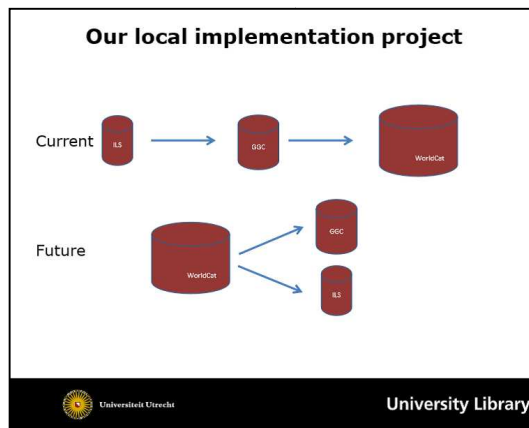 Our local implementation project
Current
ILS
GGC
WorldCat
Future
WorldCat
GGC
ILS
Universiteit Utrecht
University Library